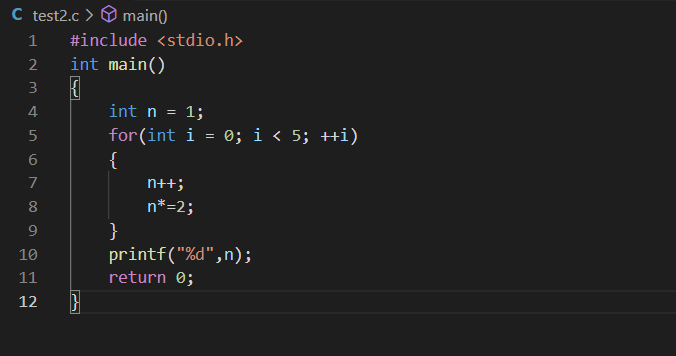 C test2.c > main()
1 #include <stdio.h>
2 int main()
3 {
4 int n = 1;
5 for(int i = 0; i < 5; ++i)
6 {
7 n++;
8 n*=2;
9 }
10 printf("%d",n);
11 return 0;
12 }